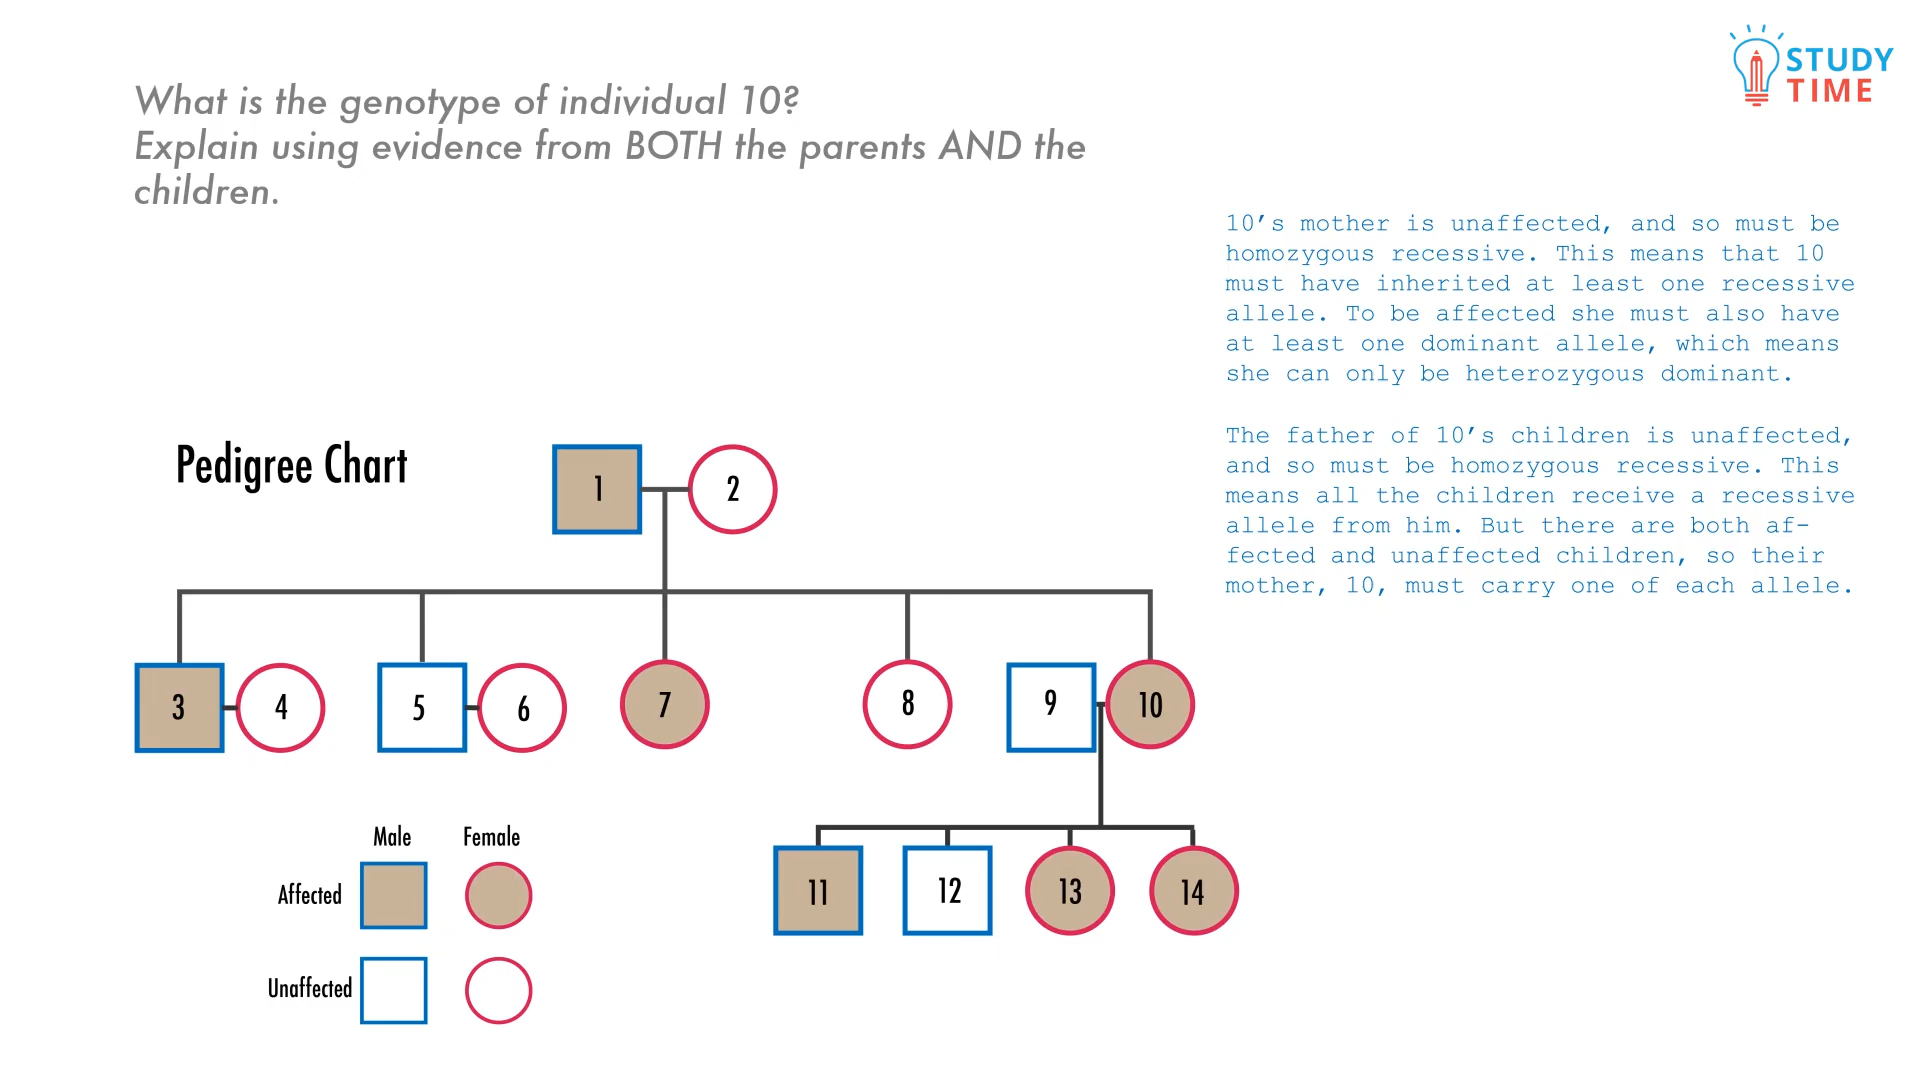 STUDY
TIME
What is the genotype of individual 10?
Explain using evidence from BOTH the parents AND the
children.
10’s mother is unaffected, and so must be
homozygous recessive. This means that 10
must have inherited at least one recessive
allele. To be affected she must also have
at least one dominant allele, which means
she can only be heterozygous dominant.
The father of 10’s children is unaffected,
and so must be homozygous recessive. This
means all the children receive a recessive
allele from him. But there are both af-
fected and unaffected children, so their
mother, 10, must carry one of each allele.
Pedigree Chart
1 2
3 4 5 6 7 8 9 10
11 12 13 14
Male Female
Affected
Unaffected